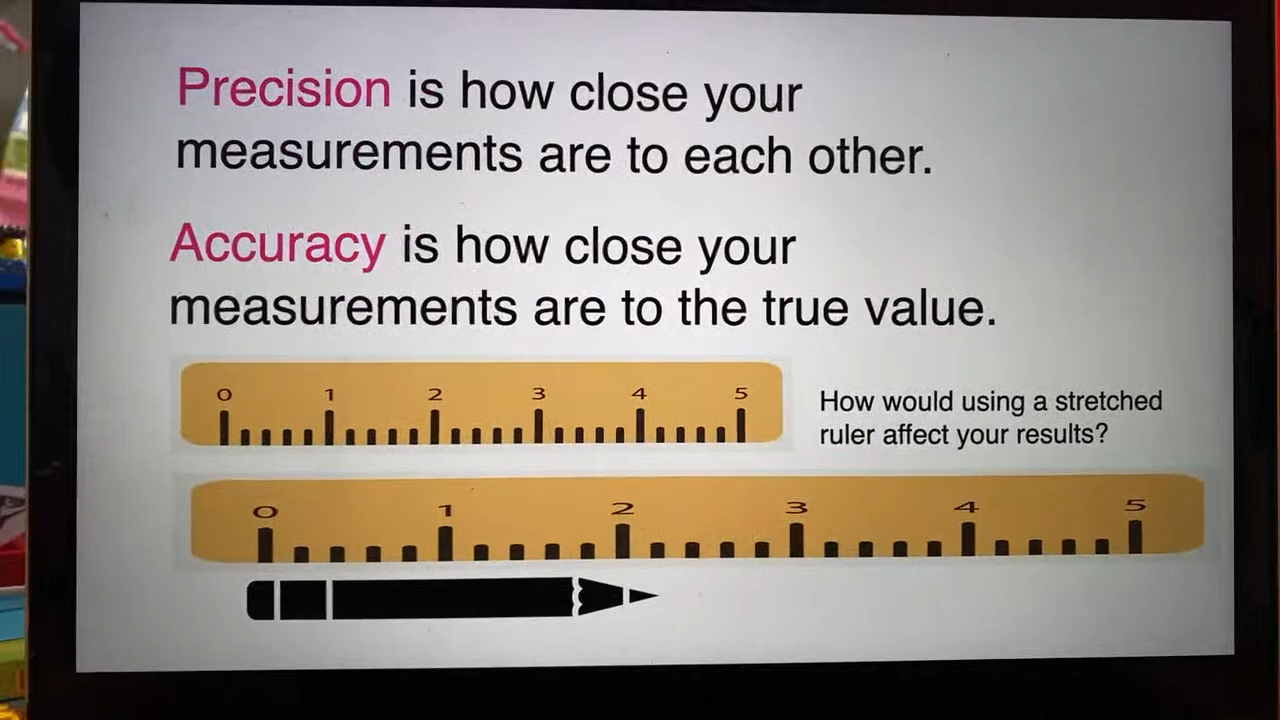 Precision is how close your
measurements are to each other.
Accuracy is how close your
measurements are to the true value.
0 1 2 3 4 5
How would using a stretched
ruler affect your results?
0 1 2 3 4 5